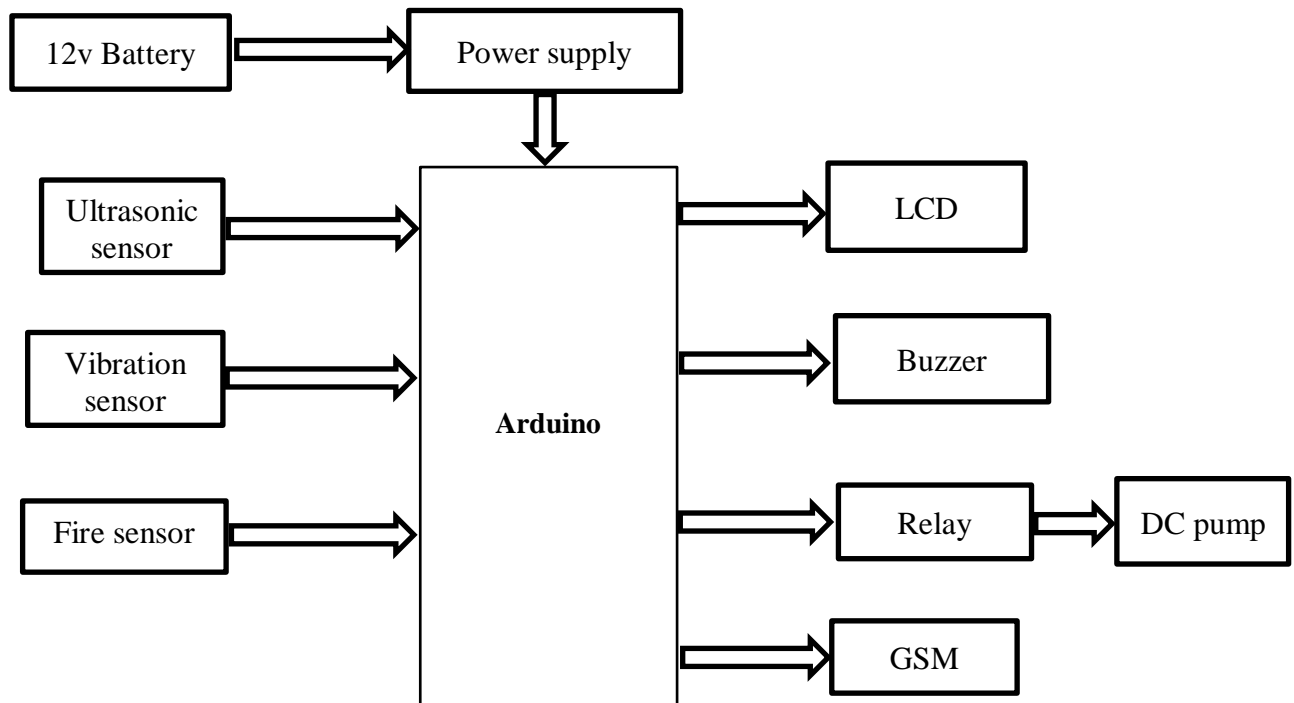 12v Battery
Power supply
Ultrasonic
sensor
LCD
Vibration
sensor
Buzzer
Arduino
Fire sensor
Relay
DC pump
GSM